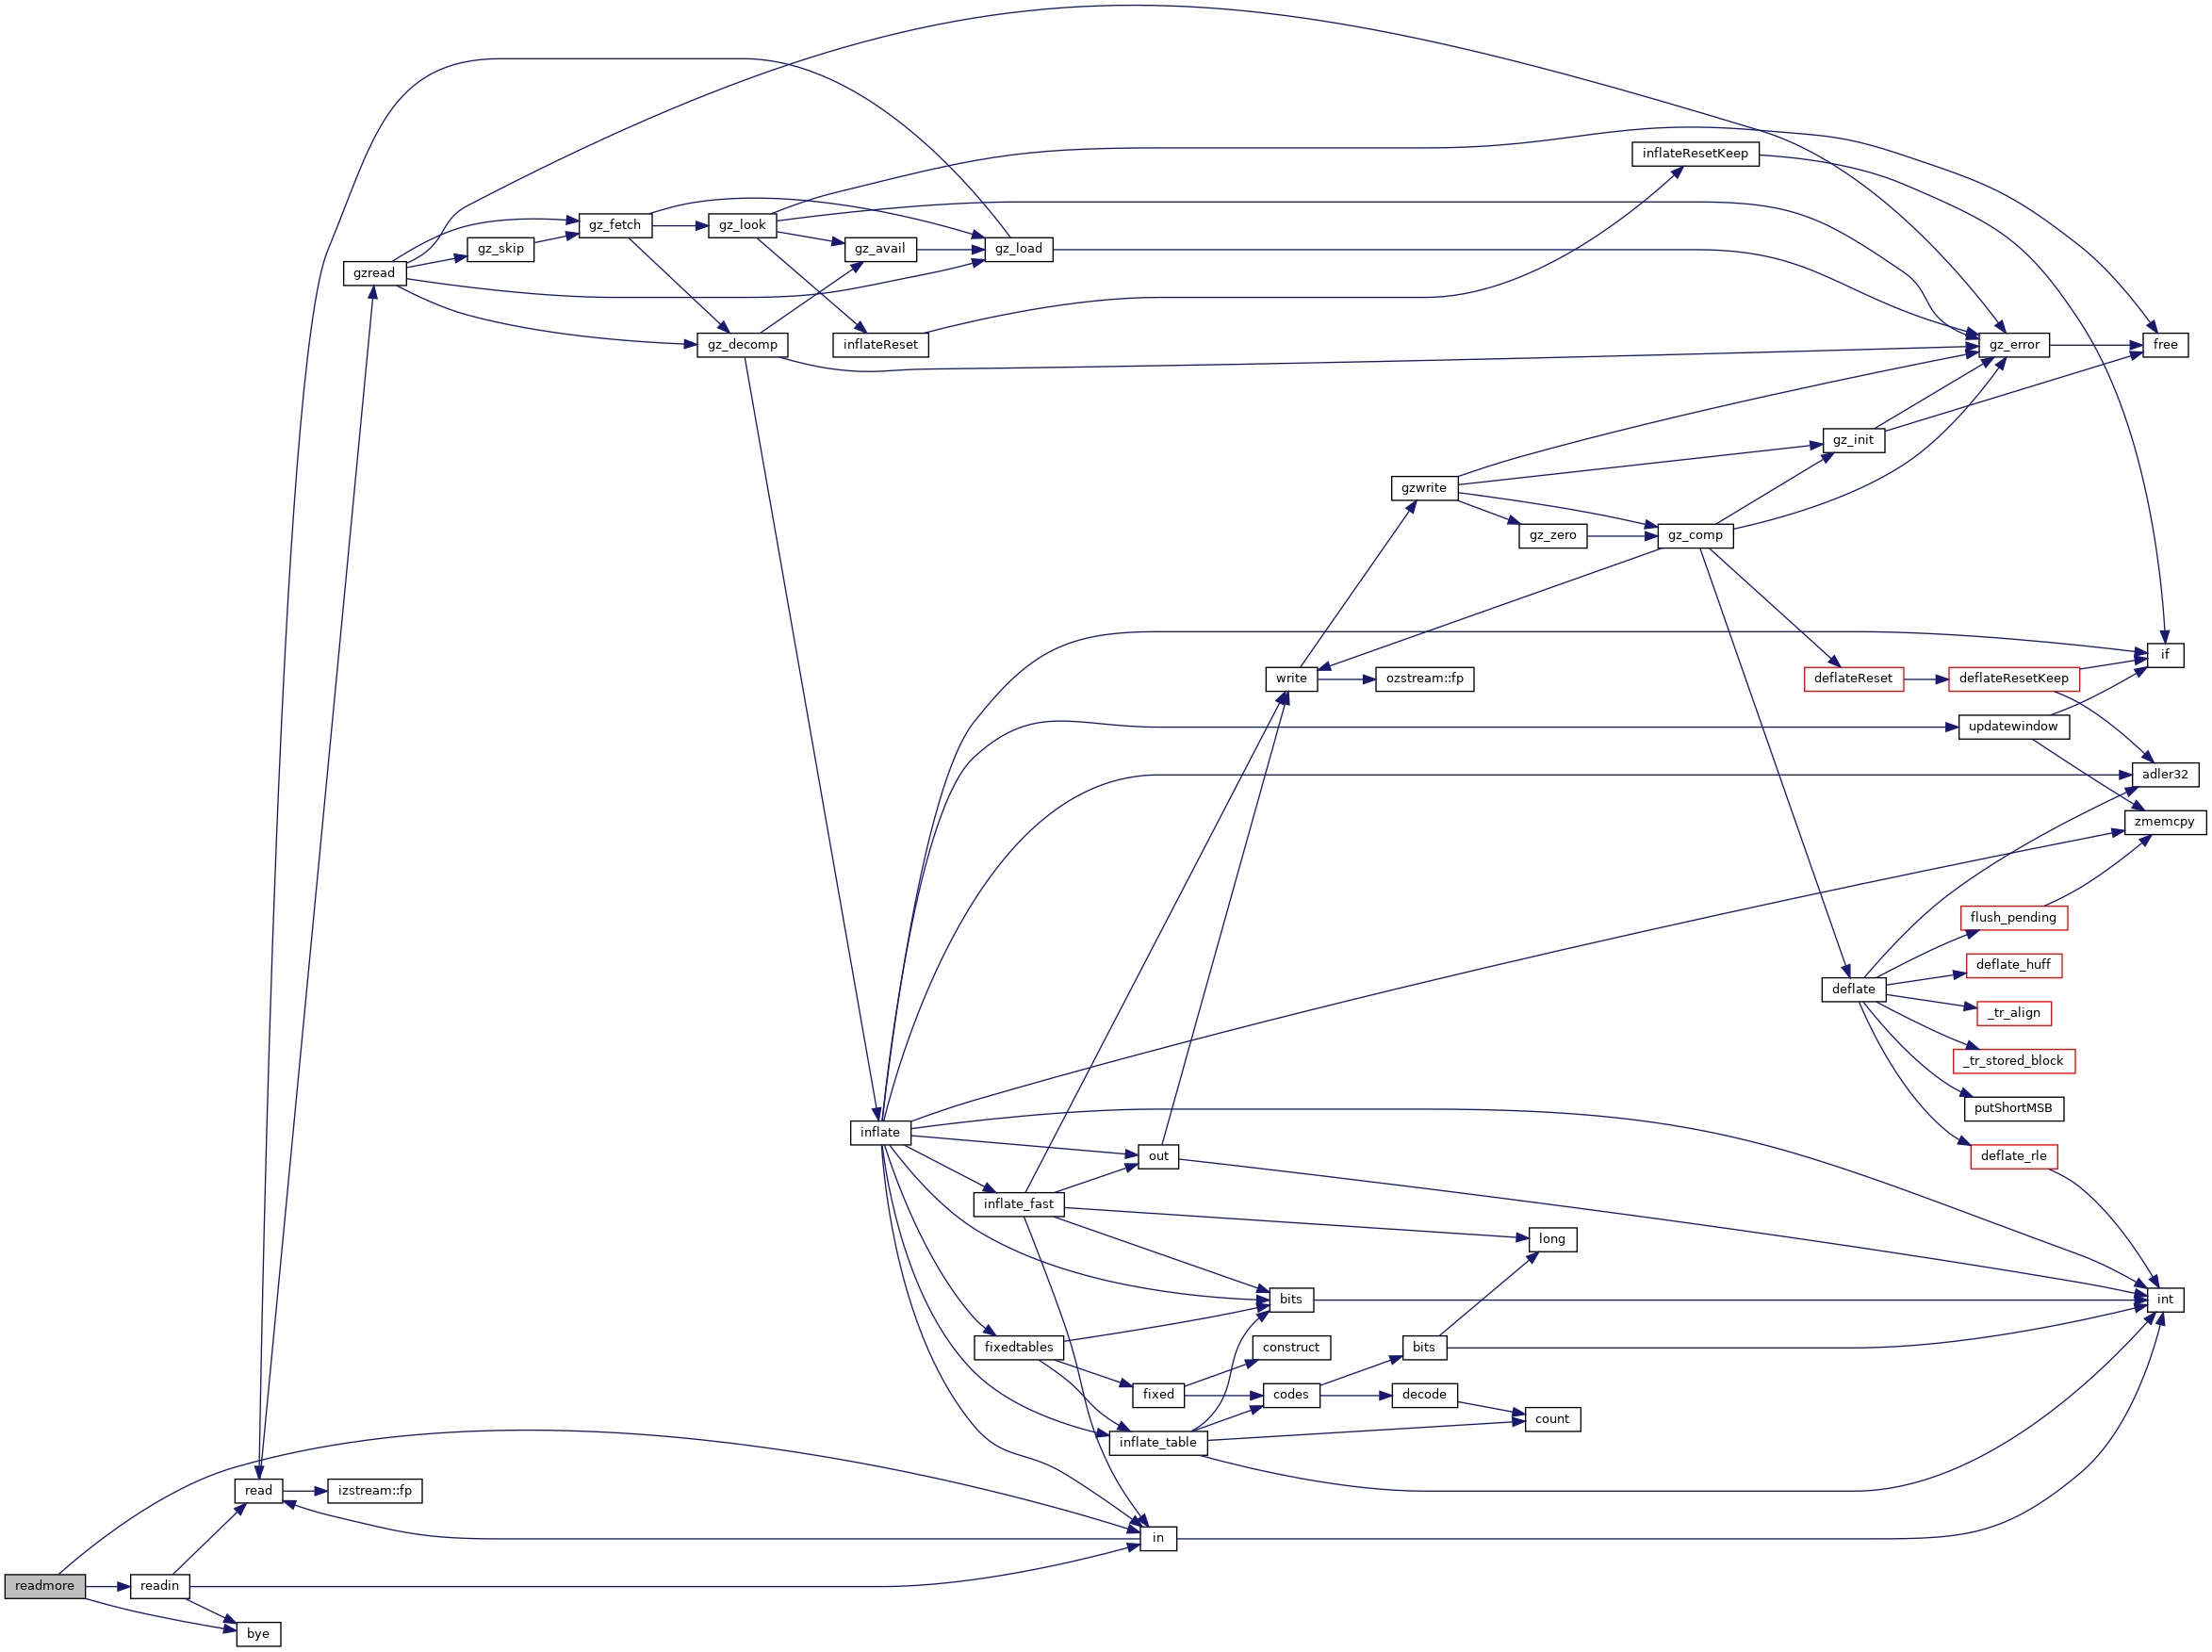 inflateResetKeep
gz_fetch
gz_look
gz_skip
gz_avail
gz_load
gzread
gz_decomp
inflateReset
gz_error
free
gz_init
gzwrite
gz_zero
gz_comp
if
write
ozstream::fp
deflateReset
deflateResetKeep
updatewindow
adler32
zmemcpy
flush_pending
deflate_huff
deflate
_tr_align
_tr_stored_block
putShortMSB
inflate
out
deflate_rle
inflate_fast
long
bits
int
fixedtables
construct
bits
fixed
codes
decode
count
inflate_table
read
izstream::fp
in
readmore
readin
bye